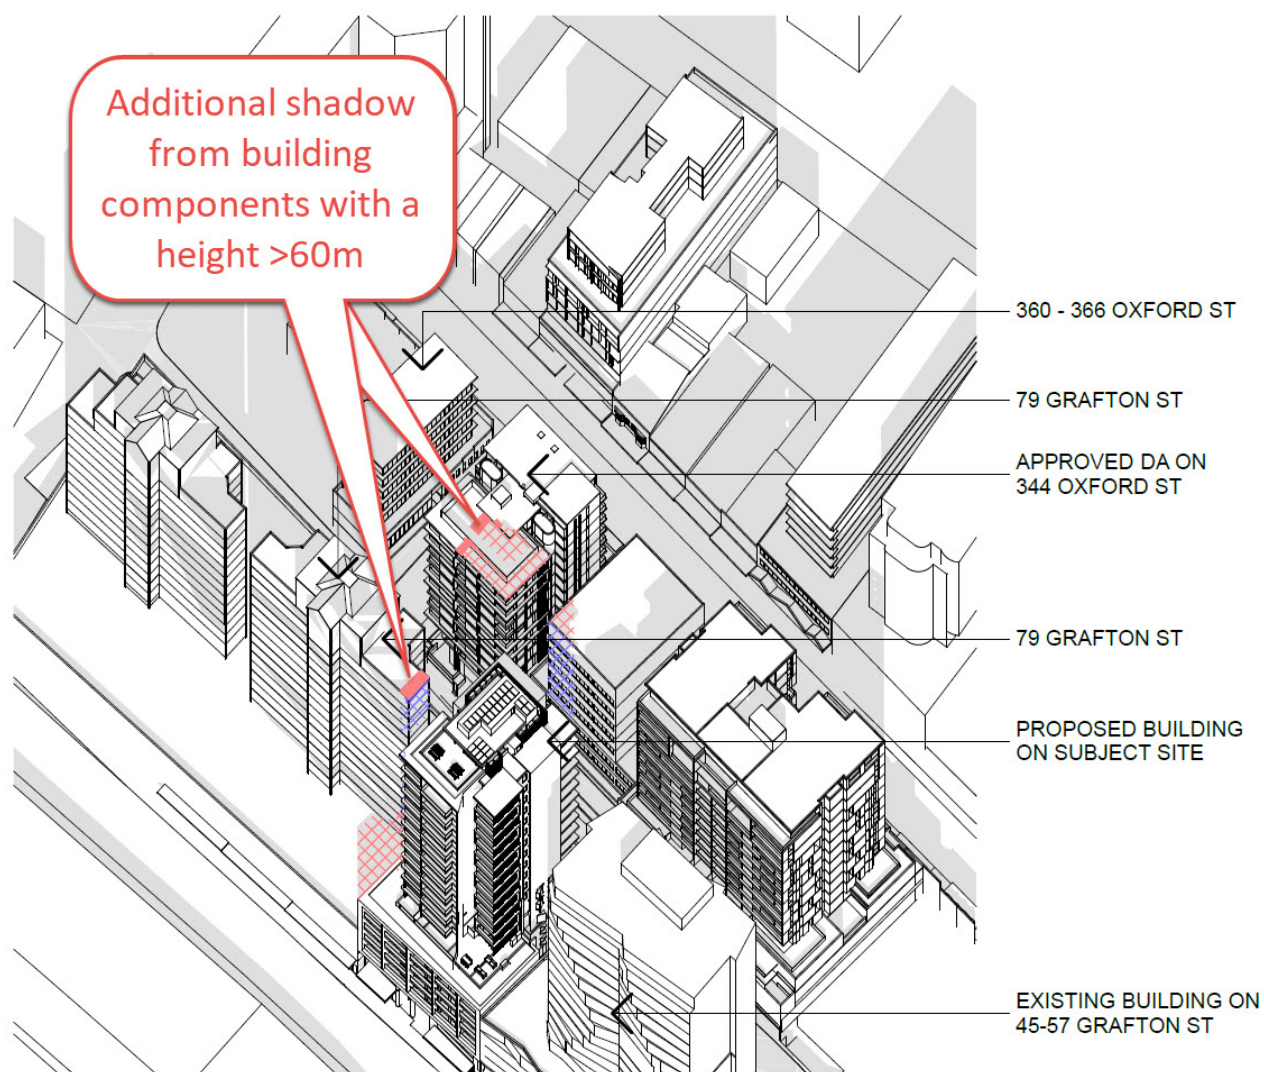 Additional shadow
from building
components with a
height >60m
360 - 366 OXFORD ST
79 GRAFTON ST
APPROVED DA ON
344 OXFORD ST
79 GRAFTON ST
PROPOSED BUILDING
ON SUBJECT SITE
EXISTING BUILDING ON
45-57 GRAFTON ST